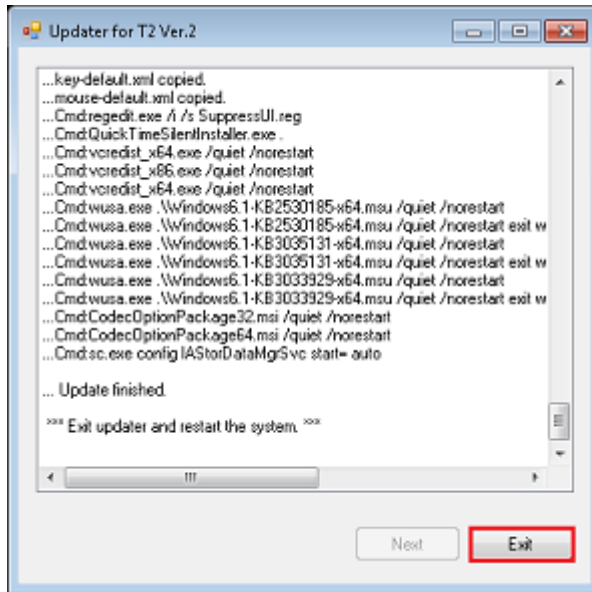 Updater for T2 Ver.2
...key-default.xml copied.
...mouse-default.xml copied.
...Cmd:regedit.exe /i /s SuppressUI.reg
...Cmd:QuickTimeSilentInstaller.exe .
...Cmd:vcredist_x64.exe /quiet /norestart
...Cmd:vcredist_x86.exe /quiet /norestart
...Cmd:vcredist_x64.exe /quiet /norestart
...Cmd:wusa.exe .\Windows6.1-KB2530185-x64.msu /quiet /norestart
...Cmd:wusa.exe .\Windows6.1-KB2530185-x64.msu /quiet /norestart exit w
...Cmd:wusa.exe .\Windows6.1-KB3035131-x64.msu /quiet /norestart
...Cmd:wusa.exe .\Windows6.1-KB3035131-x64.msu /quiet /norestart exit w
...Cmd:wusa.exe .\Windows6.1-KB3033929-x64.msu /quiet /norestart
...Cmd:wusa.exe .\Windows6.1-KB3033929-x64.msu /quiet /norestart exit w
...Cmd:CodecOptionPackage32.msi /quiet /norestart
...Cmd:CodecOptionPackage64.msi /quiet /norestart
...Cmd:sc.exe config IAStorDataMgrSvc start= auto
... Update finished.
*** Exit updater and restart the system. ***
Next
Exit